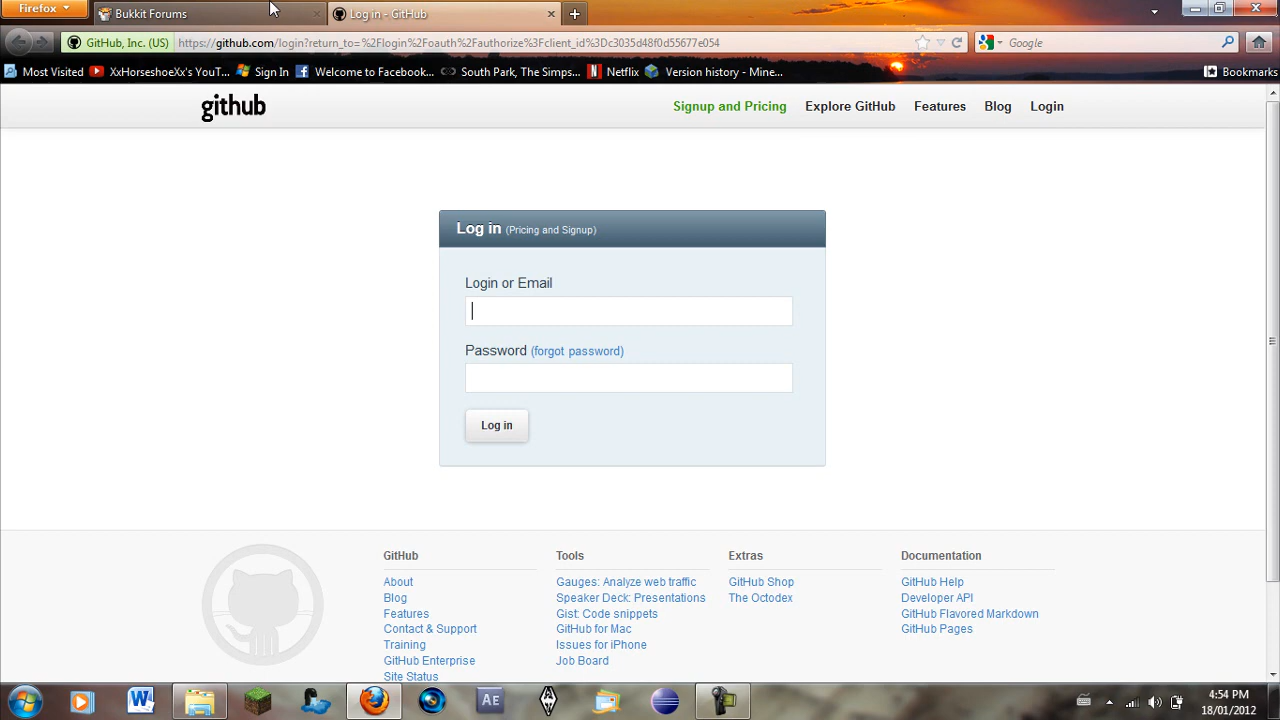 Firefox
Bukkit Forums
Log in - GitHub
GitHub, Inc. (US)
https://github.com/login?return_to=%2Flogin%2Foauth%2Fauthorize%3Fclient_id%3Dc3035d48f0d55677e054
Google
Most Visited
XxHorseshoeXx's YouT...
Sign In
Welcome to Facebook...
South Park, The Simps...
Netflix
Version history - Mine...
Bookmarks
github
Signup and Pricing
Explore GitHub
Features
Blog
Login
Log in (Pricing and Signup)
Login or Email
Password (forgot password)
Log in
GitHub
About
Blog
Features
Contact & Support
Training
GitHub Enterprise
Site Status
Tools
Gauges: Analyze web traffic
Speaker Deck: Presentations
Gist: Code snippets
GitHub for Mac
Issues for iPhone
Job Board
Extras
GitHub Shop
The Octodex
Documentation
GitHub Help
Developer API
GitHub Flavored Markdown
GitHub Pages
W
Ae
4:54 PM
18/01/2012